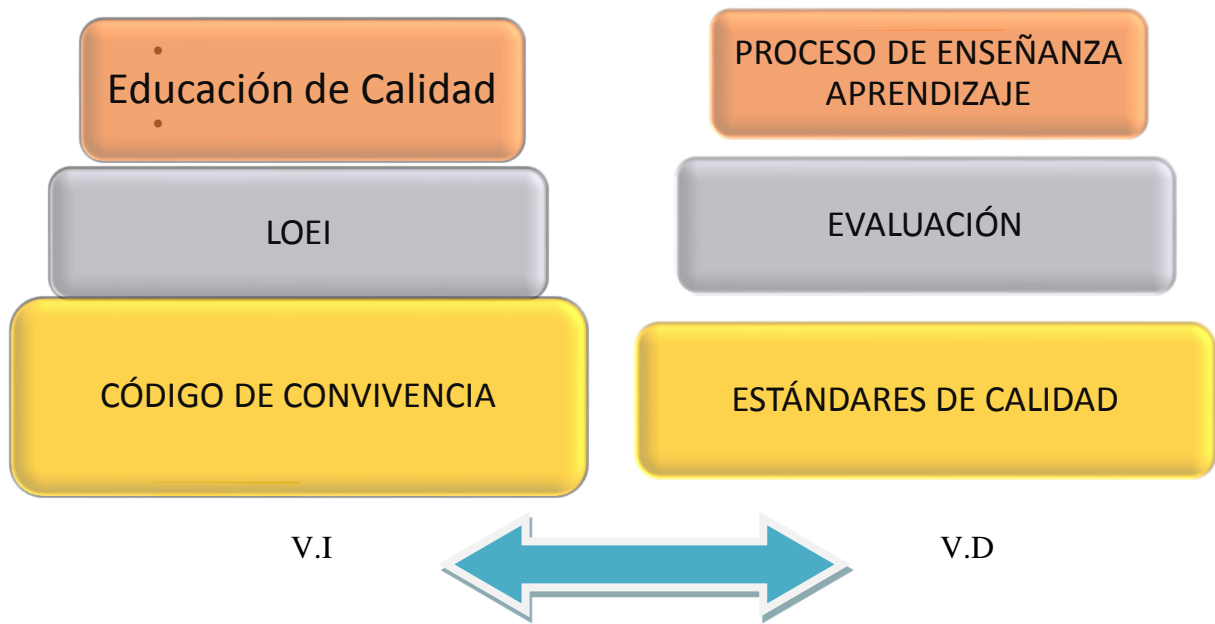 Educación de Calidad
LOEI
CÓDIGO DE CONVIVENCIA
V.I
PROCESO DE ENSEÑANZA
APRENDIZAJE
EVALUACIÓN
ESTÁNDARES DE CALIDAD
V.D